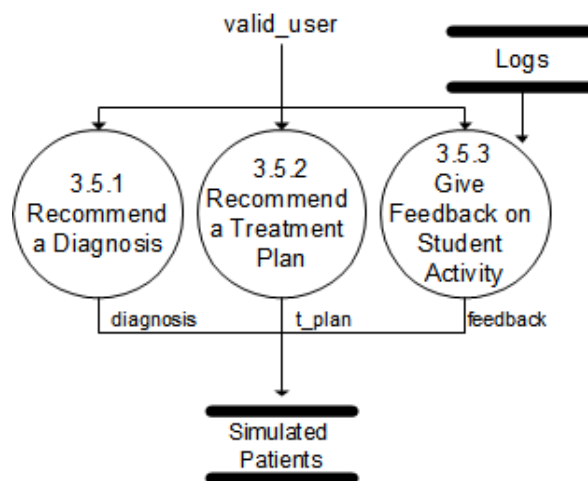 valid_user
Logs
3.5.1
Recommend
a Diagnosis
3.5.2
Recommend
a Treatment
Plan
3.5.3
Give
Feedback on
Student
Activity
diagnosis
t_plan
feedback
Simulated
Patients